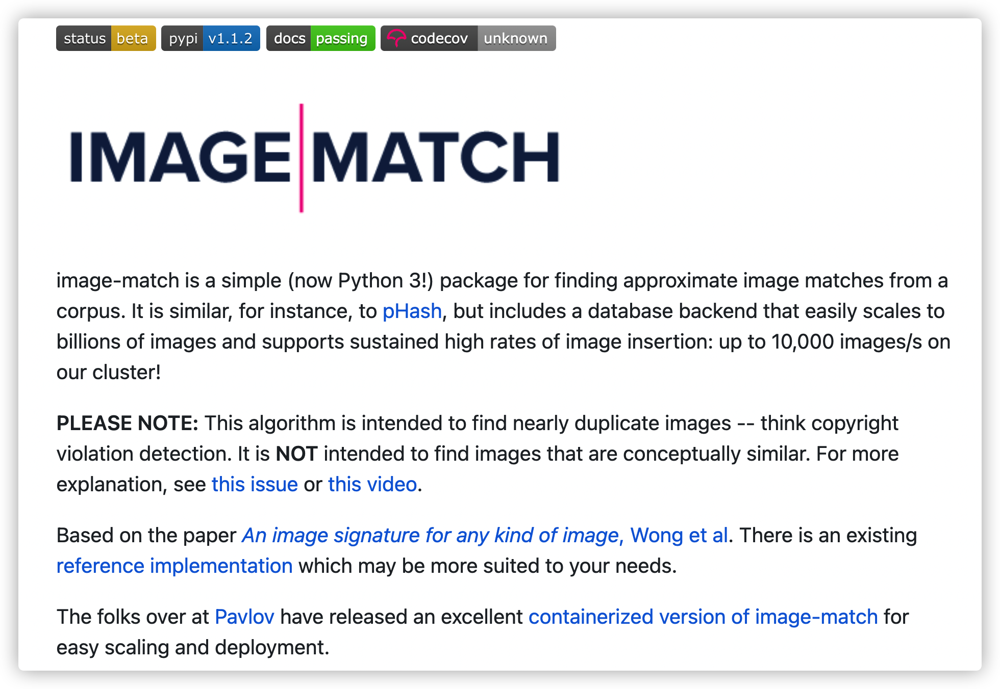 status beta pypi v1.1.2 docs passing codecov unknown
IMAGE MATCH
image-match is a simple (now Python 3!) package for finding approximate image matches from a
corpus. It is similar, for instance, to pHash, but includes a database backend that easily scales to
billions of images and supports sustained high rates of image insertion: up to 10,000 images/s on
our cluster!
PLEASE NOTE: This algorithm is intended to find nearly duplicate images -- think copyright
violation detection. It is NOT intended to find images that are conceptually similar. For more
explanation, see this issue or this video.
Based on the paper An image signature for any kind of image, Wong et al. There is an existing
reference implementation which may be more suited to your needs.
The folks over at Pavlov have released an excellent containerized version of image-match for
easy scaling and deployment.